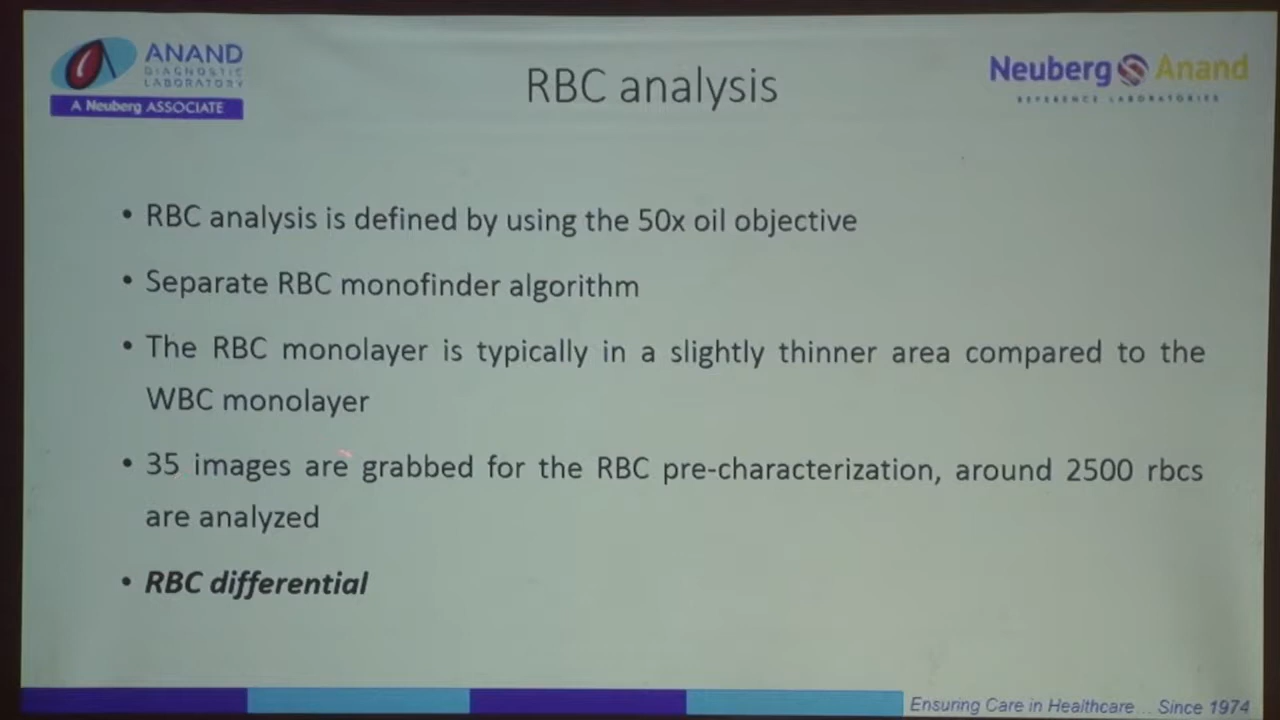 ANAND
DIAGNOSTIC
LABORATORY
A Neuberg ASSOCIATE
RBC analysis
Neuberg Anand
REFERENCE LABORATORIES
• RBC analysis is defined by using the 50x oil objective
• Separate RBC monofinder algorithm
• The RBC monolayer is typically in a slightly thinner area compared to the
WBC monolayer
• 35 images are grabbed for the RBC pre-characterization, around 2500 rbcs
are analyzed
• RBC differential
Ensuring Care in Healthcare... Since 1974